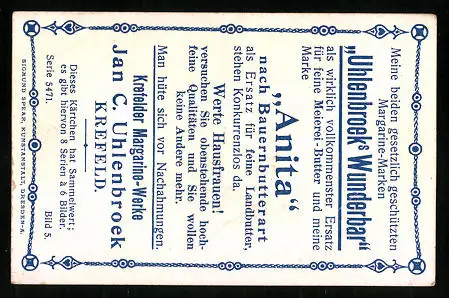 Meine beiden gesetzlich geschützten
Margarine-Marken
„Uhlenbroek's Wunderbar"
als wirklich vollkommenster Ersatz
für feine Meierei-Butter und meine
Marke
„Anita"
nach Bauernbutterart
als Ersatz für feine Landbutter,
stehen Konkurrenzlos da.
Werte Hausfrauen!
versuchen Sie obenstehende hoch-
feine Qualitäten und Sie wollen
keine Andere mehr.
Man hüte sich vor Nachahmungen.
Krefelder Margarine-Werke
Jan C. Uhlenbroek
KREFELD.
Dieses Kärtchen hat Sammelwert;
es gibt hiervon 8 Serien à 6 Bilder.
Serie 5471. Bild 5.
SIGMUND SPEAR, KUNSTANSTALT, DRESDEN-A.